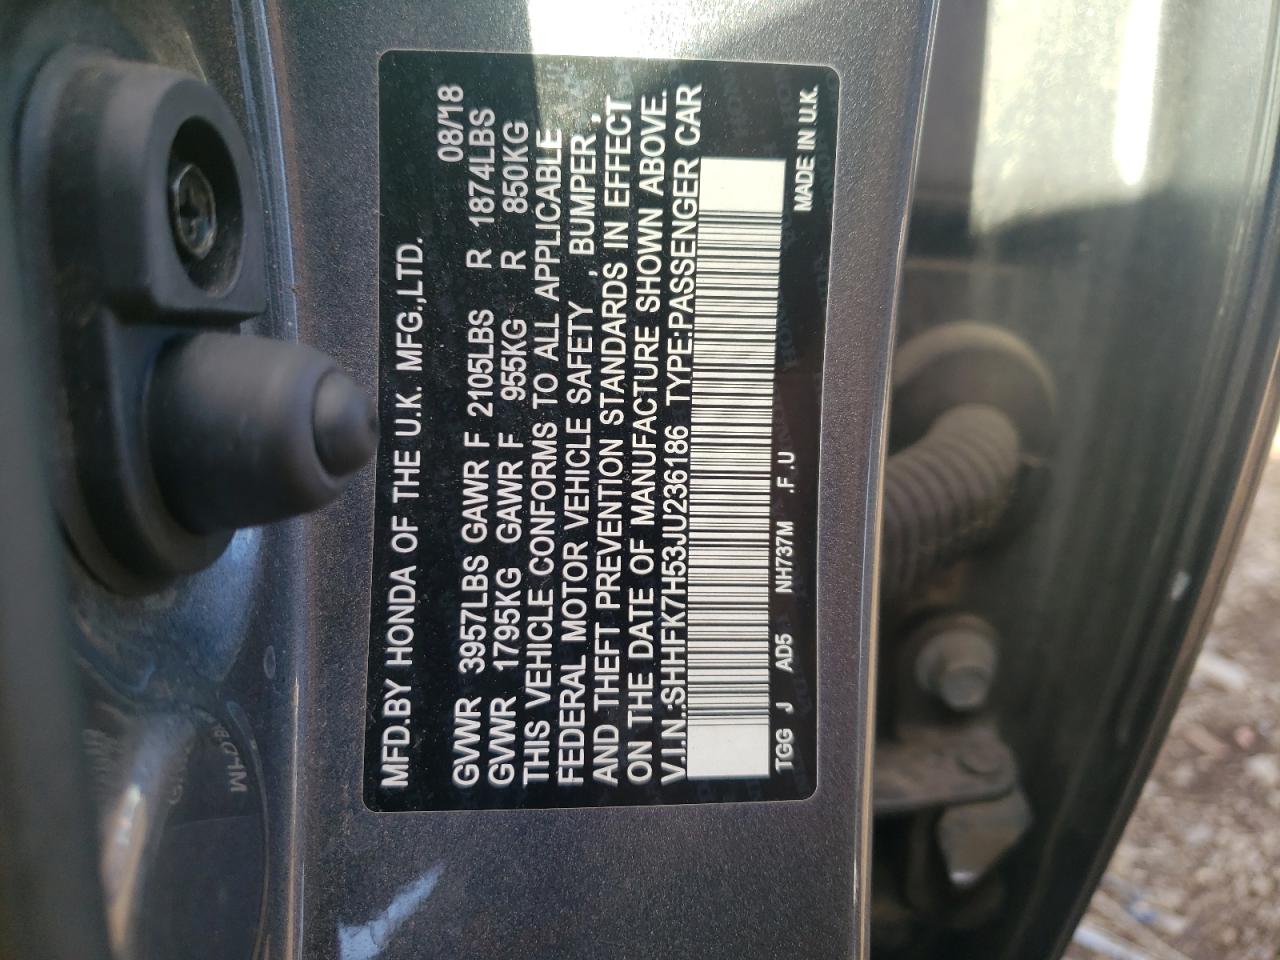 MFD.BY HONDA OF THE U.K. MFG.,LTD. 08/18
GVWR 3957LBS GAWR F 2105LBS R 1874LBS
GVWR 1795KG GAWR F 955KG R 850KG
THIS VEHICLE CONFORMS TO ALL APPLICABLE
FEDERAL MOTOR VEHICLE SAFETY , BUMPER ,
AND THEFT PREVENTION STANDARDS IN EFFECT
ON THE DATE OF MANUFACTURE SHOWN ABOVE.
V.I.N.:SHHFK7H53JU236186 TYPE:PASSENGER CAR
TGG J AD5 NH737M .F.U MADE IN U.K.